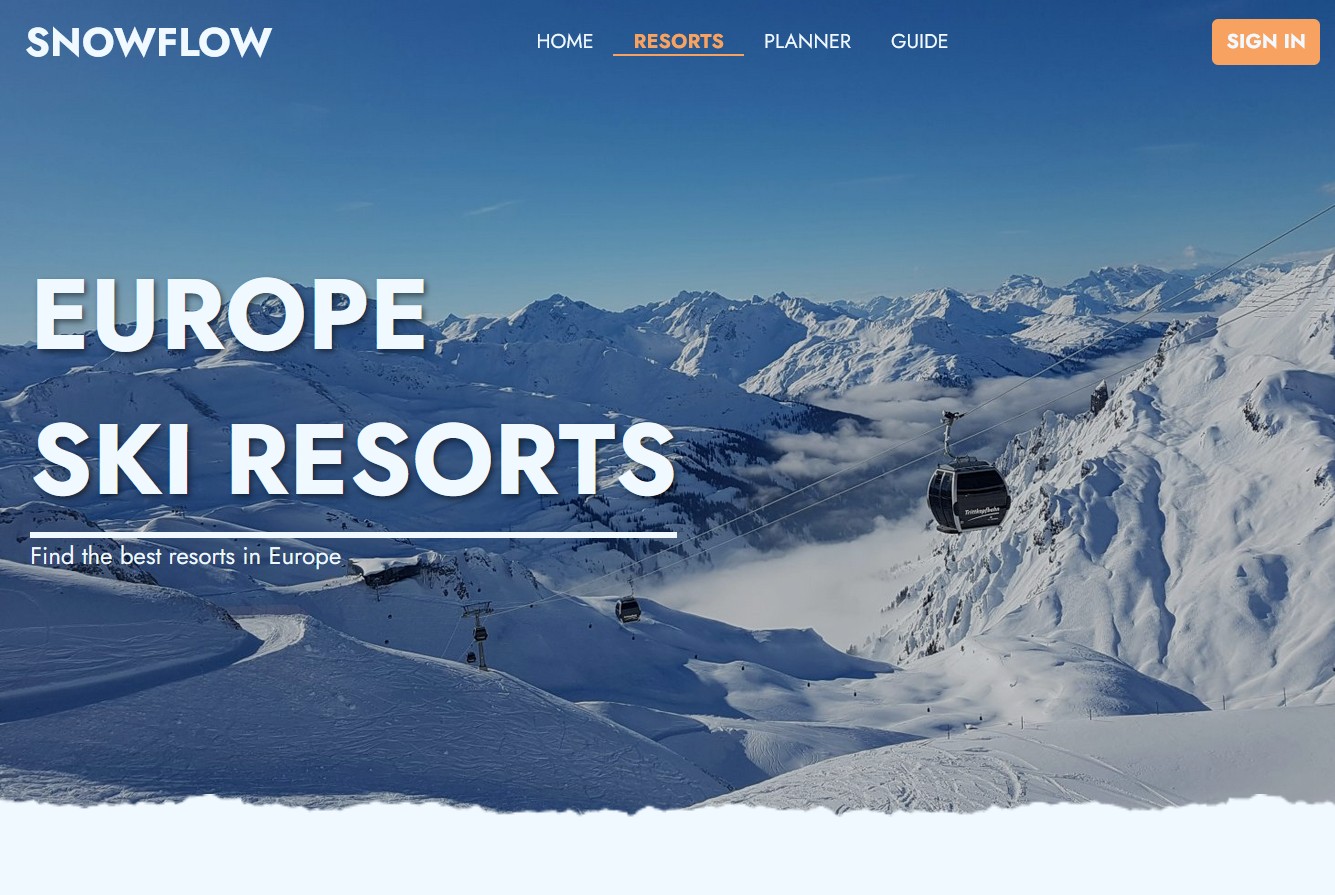 SNOWFLOW
HOME RESORTS PLANNER GUIDE
SIGN IN
EUROPE
SKI RESORTS
Find the best resorts in Europe